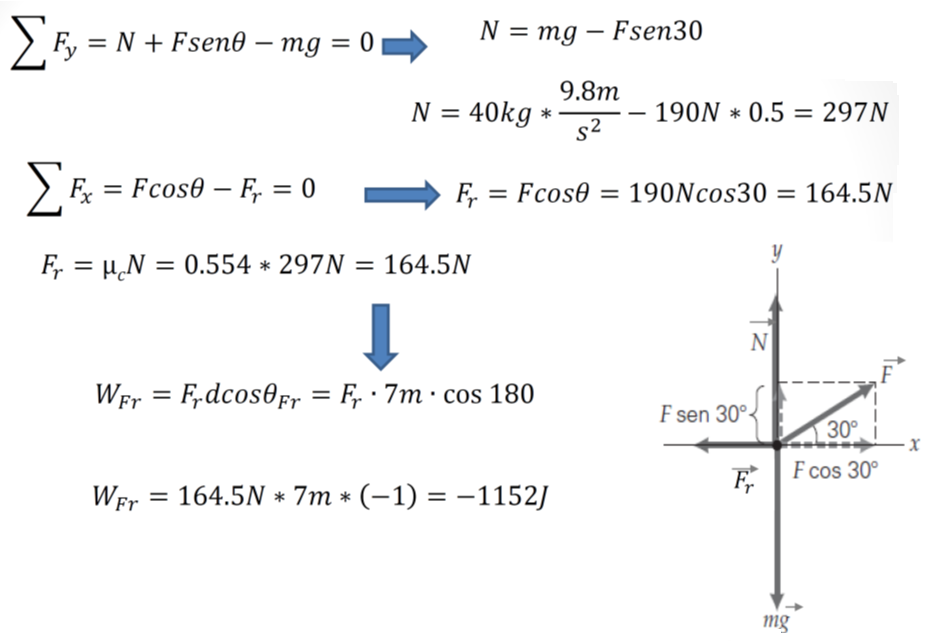 ∑ F_y = N + Fsenθ − mg = 0
N = mg − Fsen30
N = 40kg * 9.8m/s² − 190N * 0.5 = 297N
∑ F_x = Fcosθ − F_r = 0
F_r = Fcosθ = 190Ncos30 = 164.5N
F_r = μ_cN = 0.554 * 297N = 164.5N
W_Fr = F_r dcosθ_Fr = F_r · 7m · cos 180
W_Fr = 164.5N * 7m * (−1) = −1152J
y
N
F
F sen 30°
30°
x
F_r
F cos 30°
mg